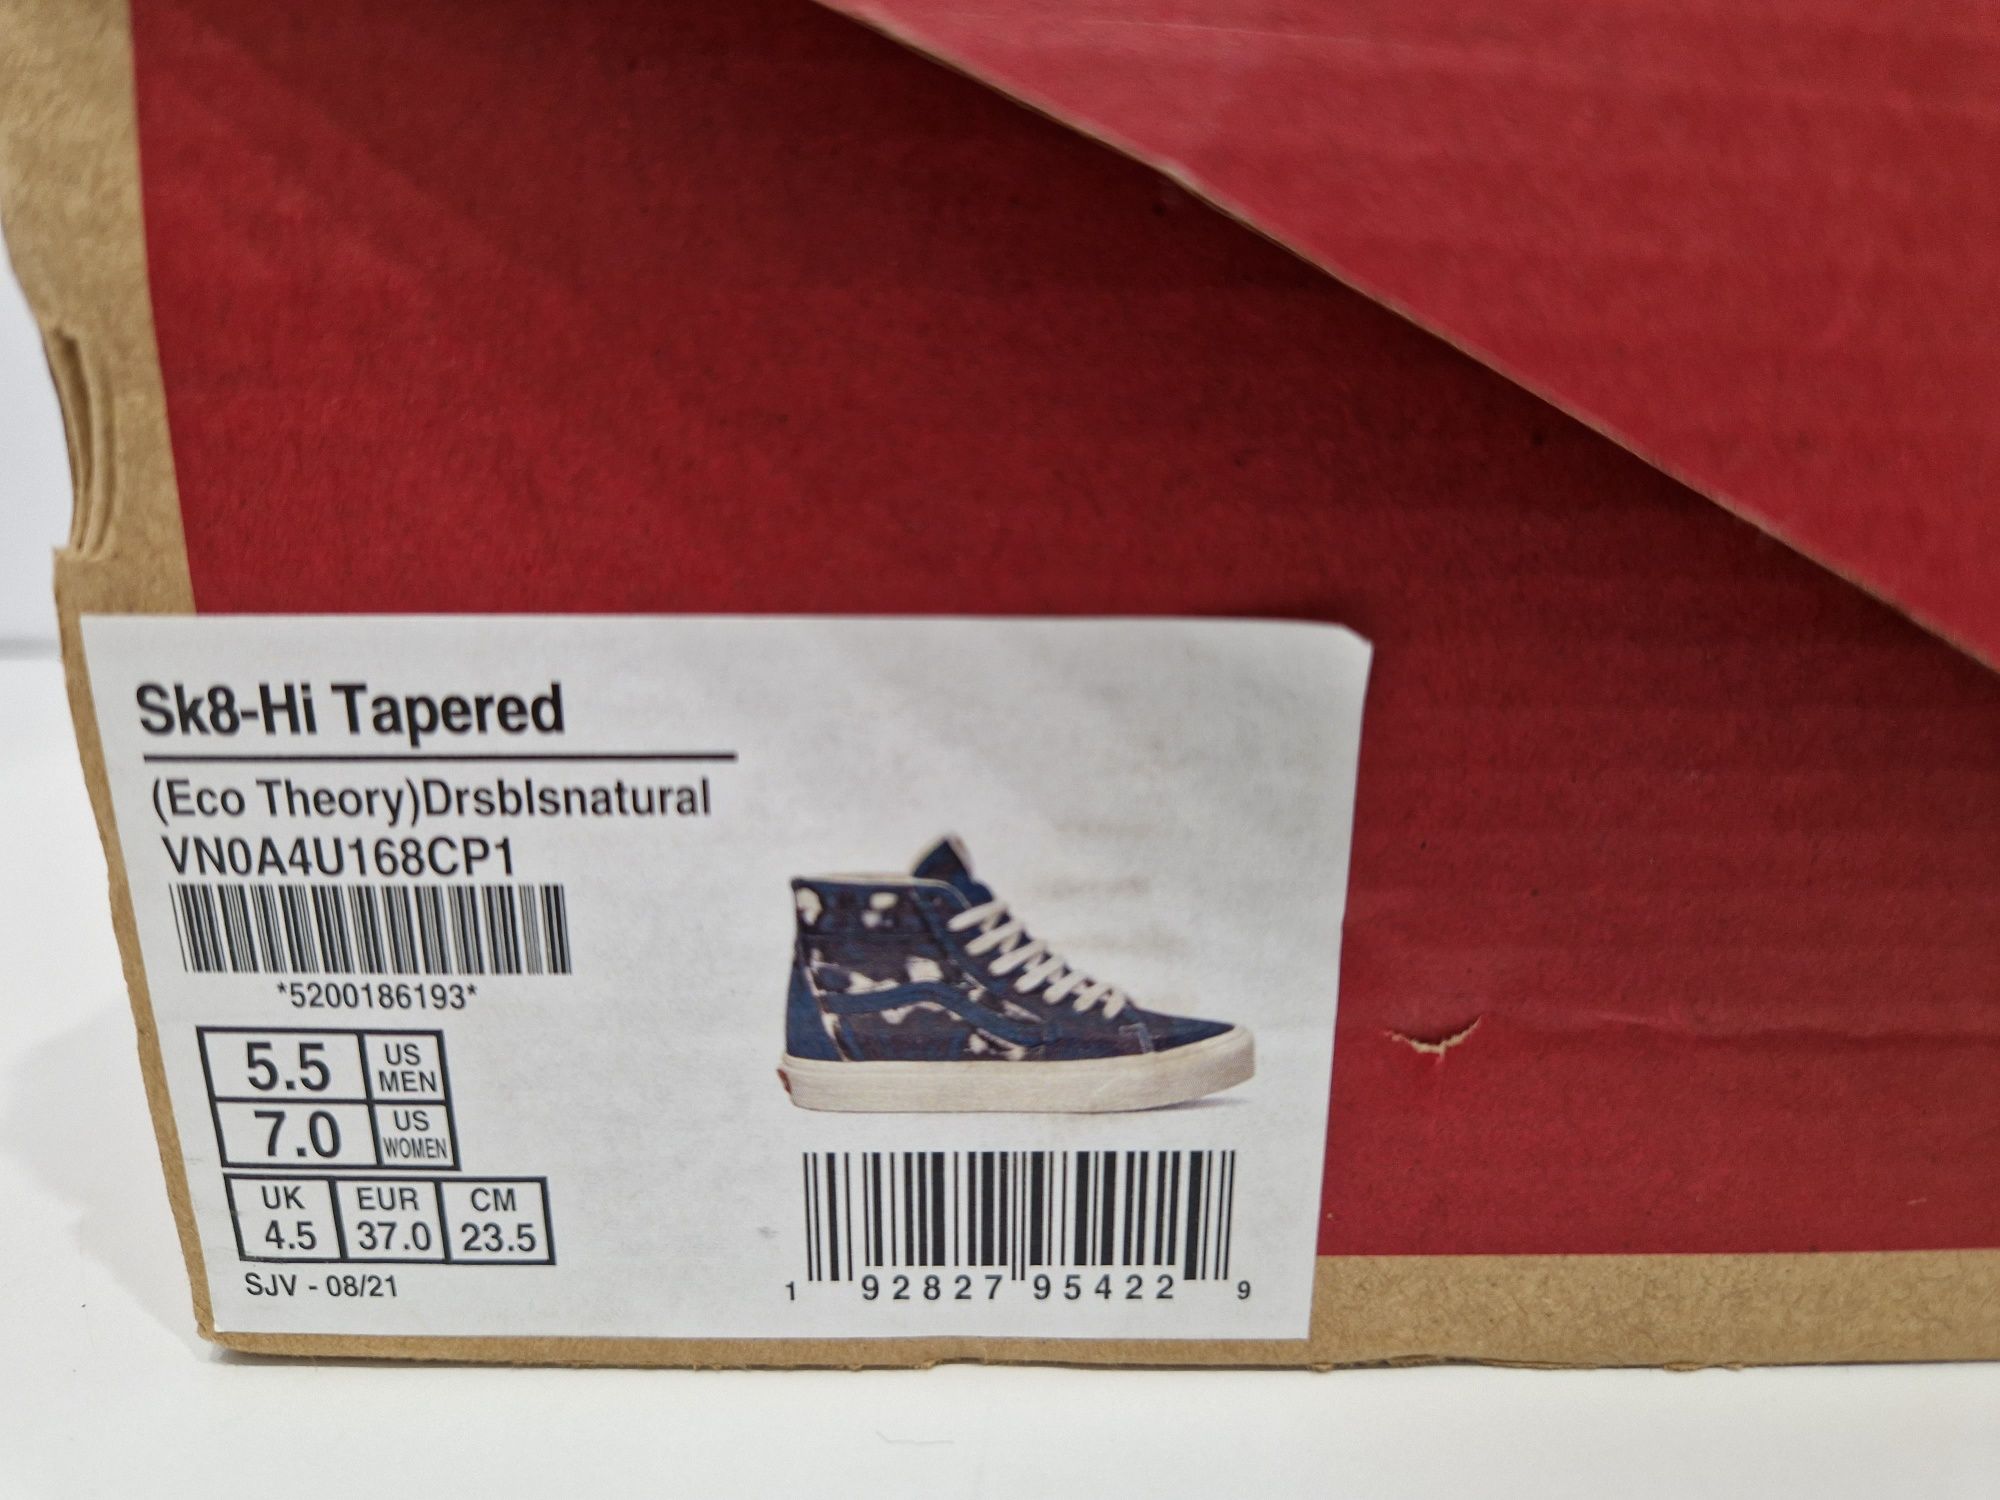 Sk8-Hi Tapered
(Eco Theory)Drsblsnatural
VN0A4U168CP1
*5200186193*
5.5 US MEN
7.0 US WOMEN
UK EUR CM
4.5 37.0 23.5
SJV - 08/21
1 92827 95422 9